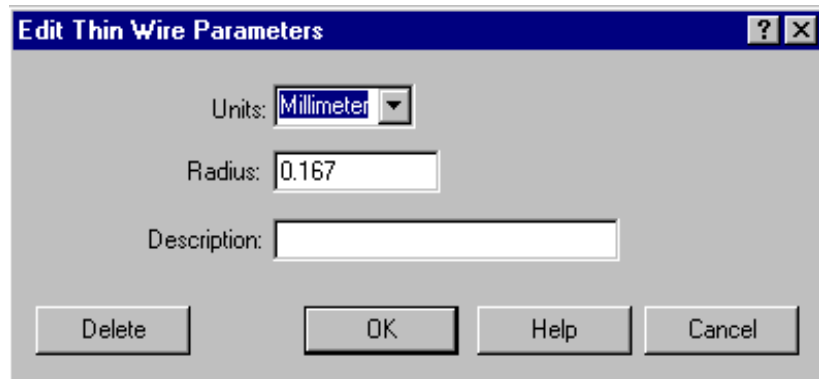 Edit Thin Wire Parameters ? X
Units: Millimeter
Radius: 0.167
Description:
Delete OK Help Cancel